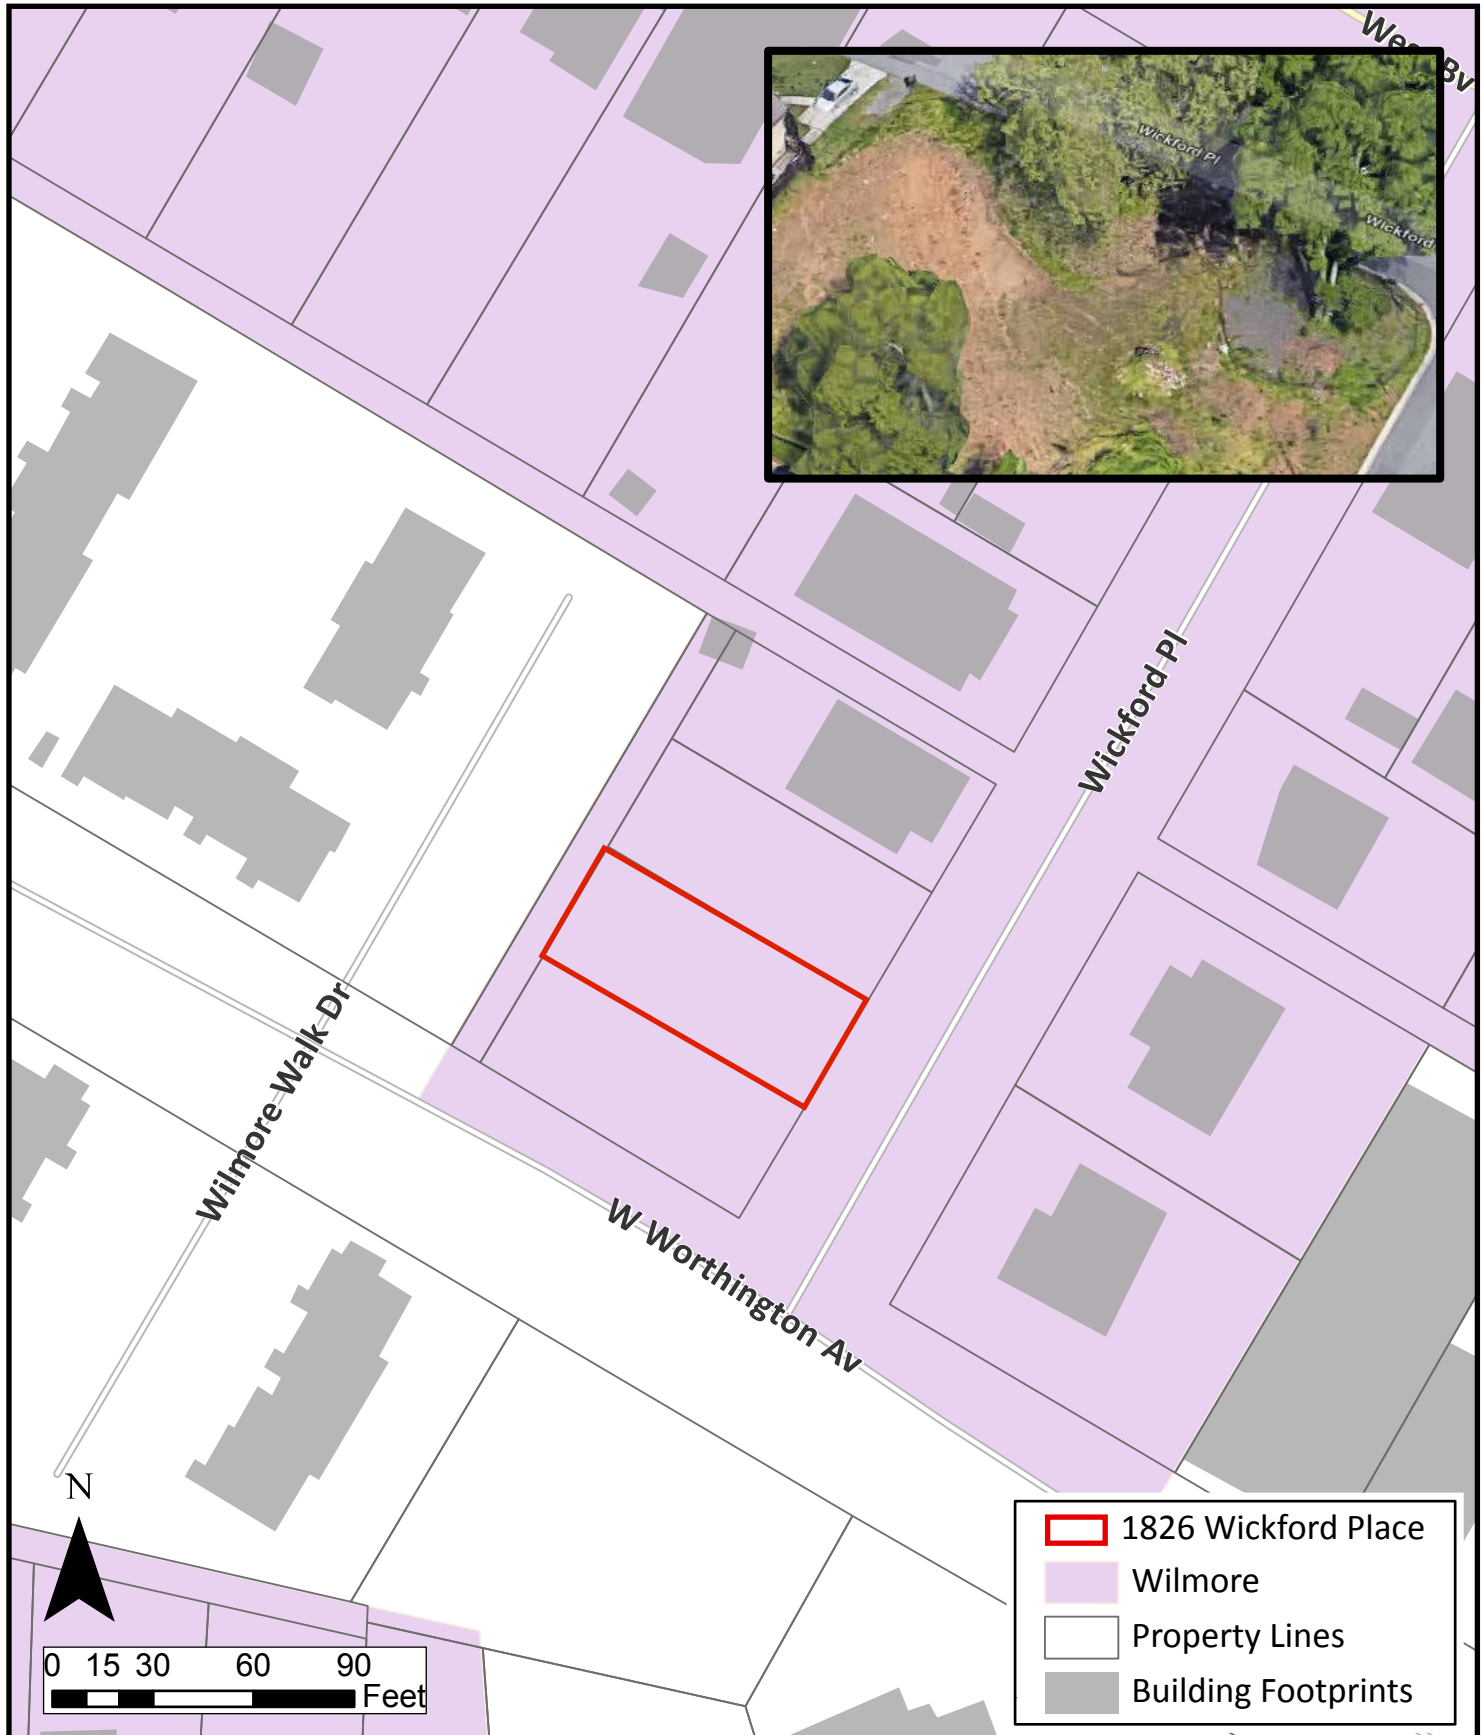 Wickford Pl
Wickford
Wickford Pl
Wilmore Walk Dr
W Worthington Av
N
0 15 30 60 90
Feet
1826 Wickford Place
Wilmore
Property Lines
Building Footprints